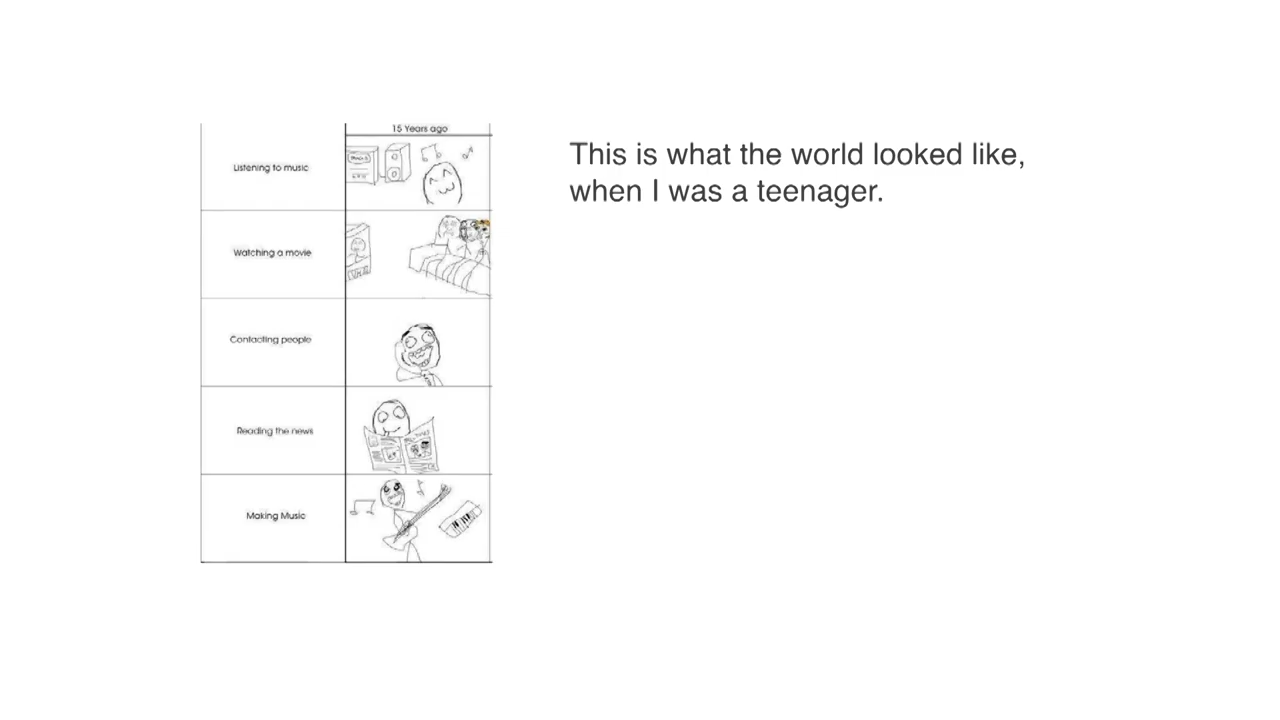 15 Years ago
Listening to music
Watching a movie
Contacting people
Reading the news
Making Music
This is what the world looked like,
when I was a teenager.